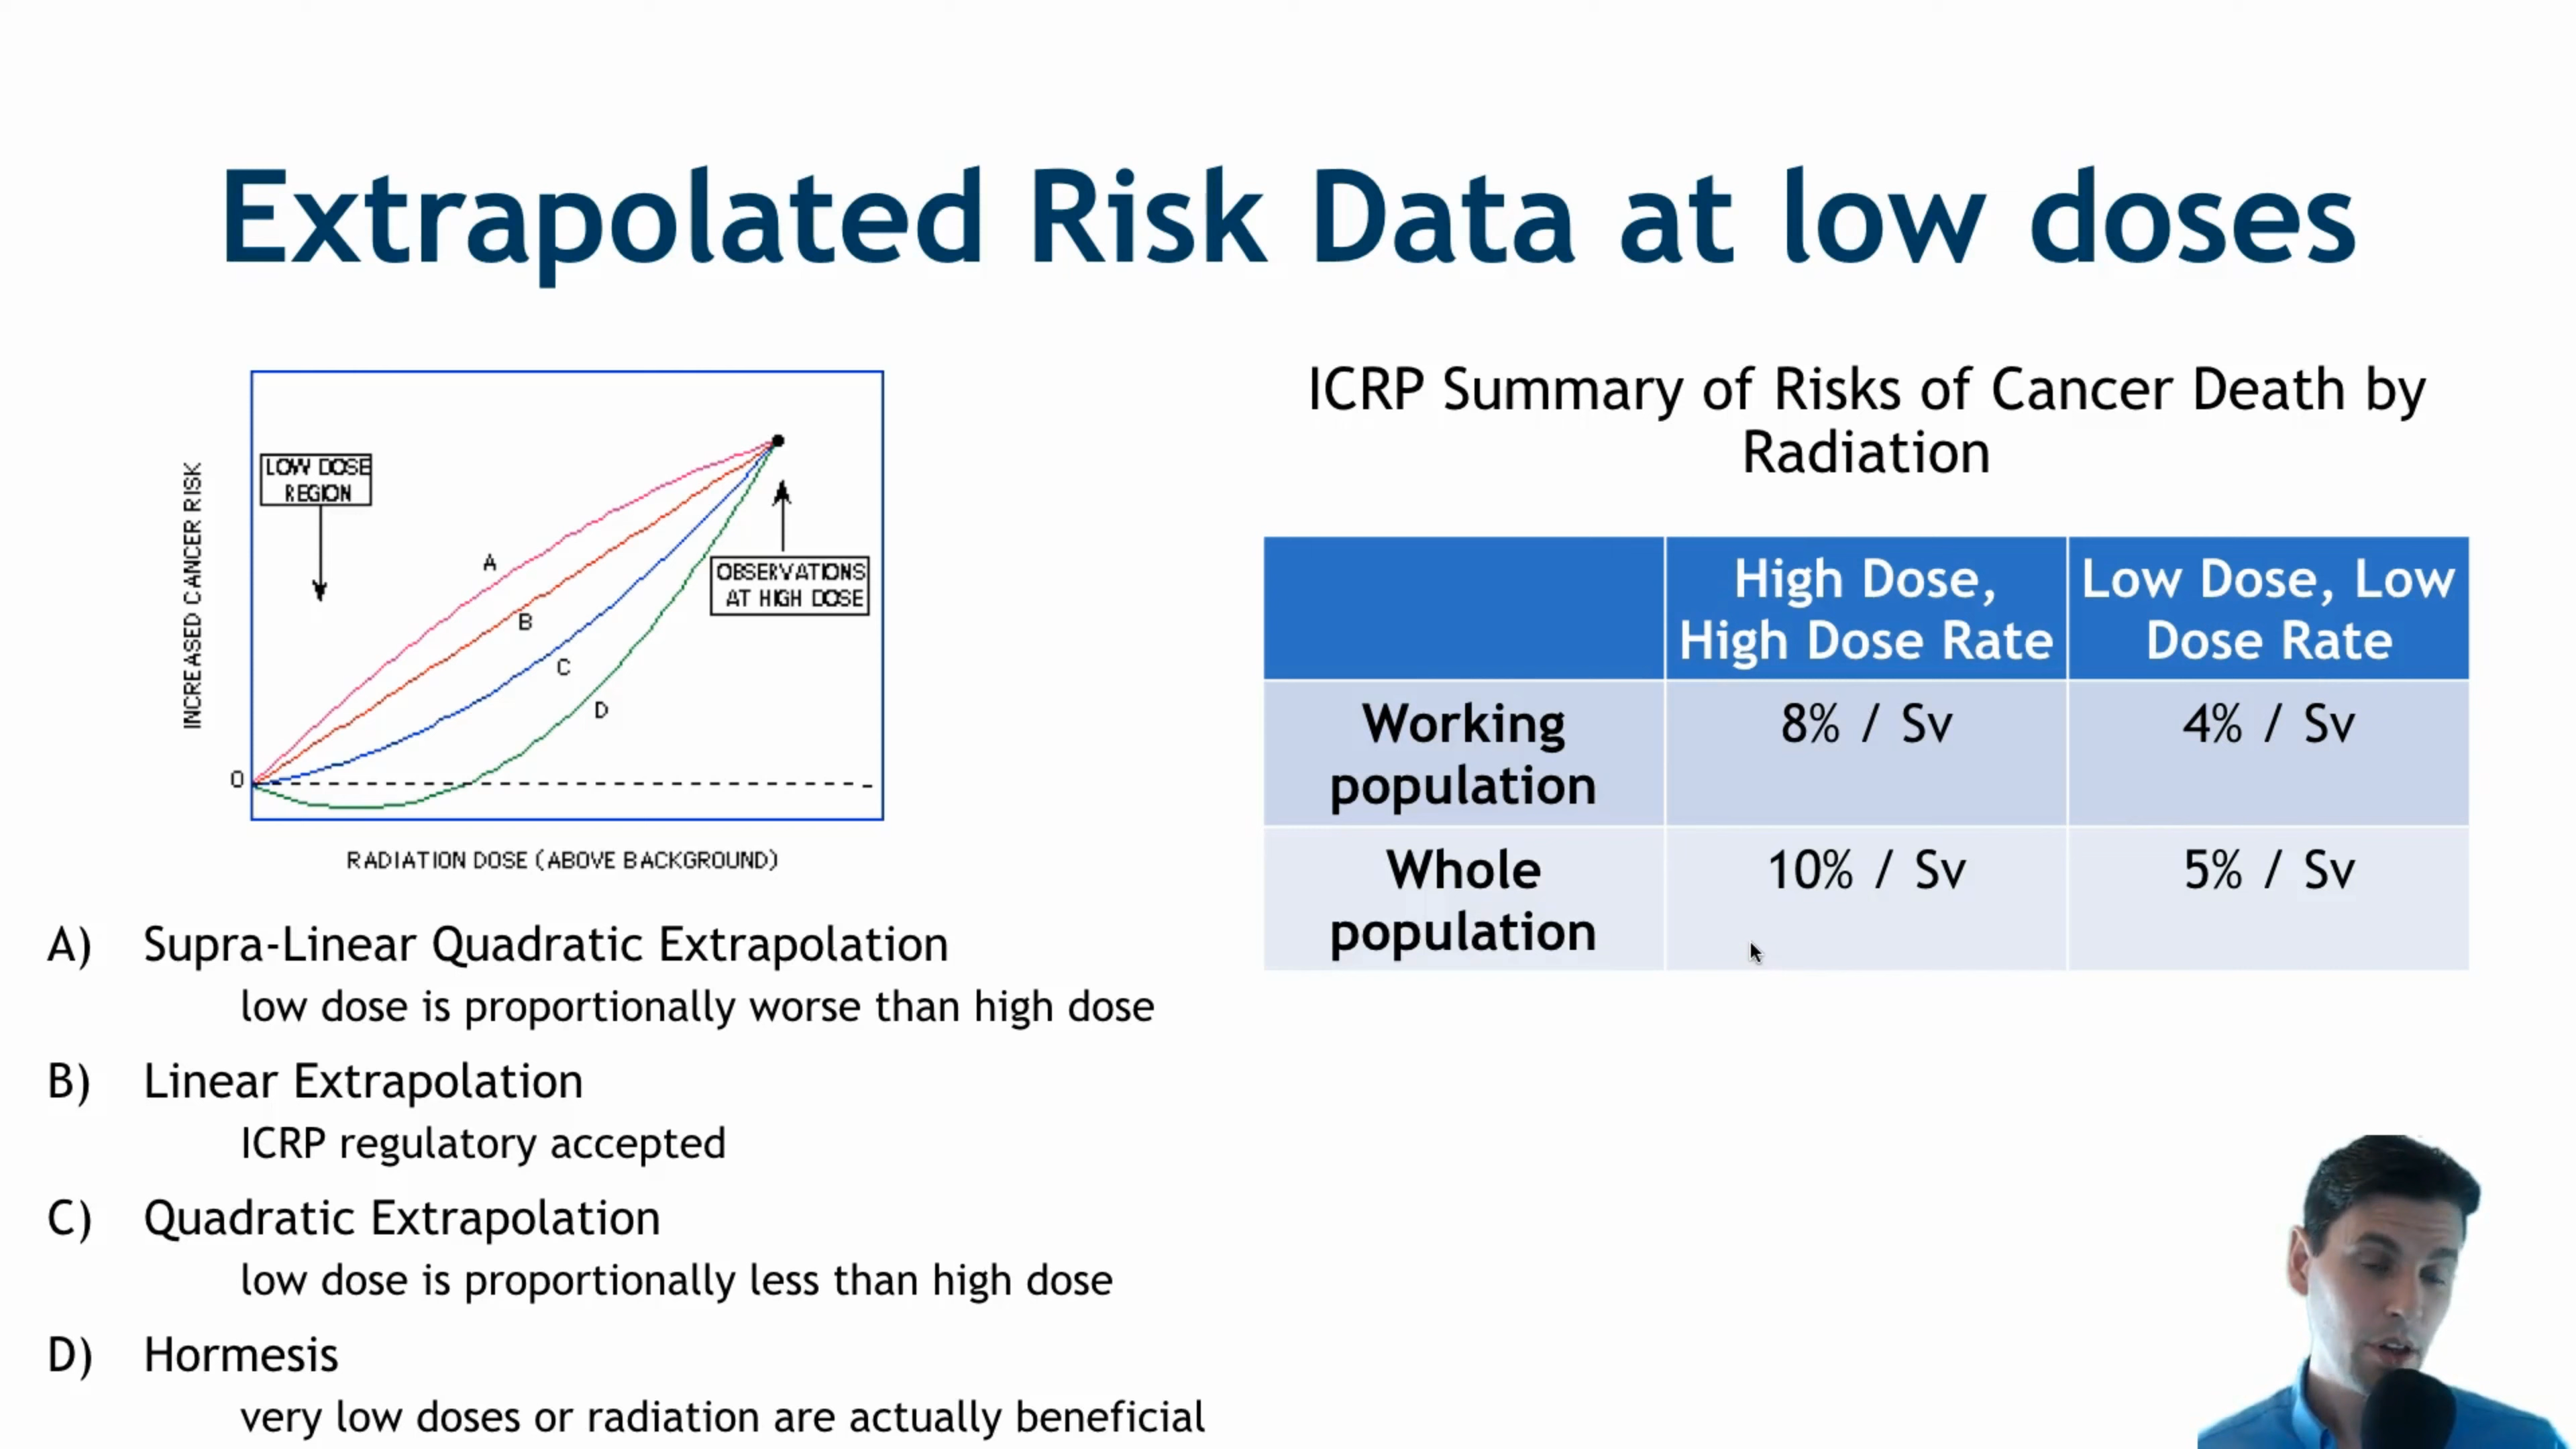 Extrapolated Risk Data at low doses
INCREASED CANCER RISK
LOW DOSE
REGION
OBSERVATIONS
AT HIGH DOSE
A
B
C
D
0
RADIATION DOSE (ABOVE BACKGROUND)
A) Supra-Linear Quadratic Extrapolation
low dose is proportionally worse than high dose
B) Linear Extrapolation
ICRP regulatory accepted
C) Quadratic Extrapolation
low dose is proportionally less than high dose
D) Hormesis
very low doses or radiation are actually beneficial
ICRP Summary of Risks of Cancer Death by
Radiation
High Dose,
High Dose Rate
Low Dose, Low
Dose Rate
Working
population
8% / Sv
4% / Sv
Whole
population
10% / Sv
5% / Sv